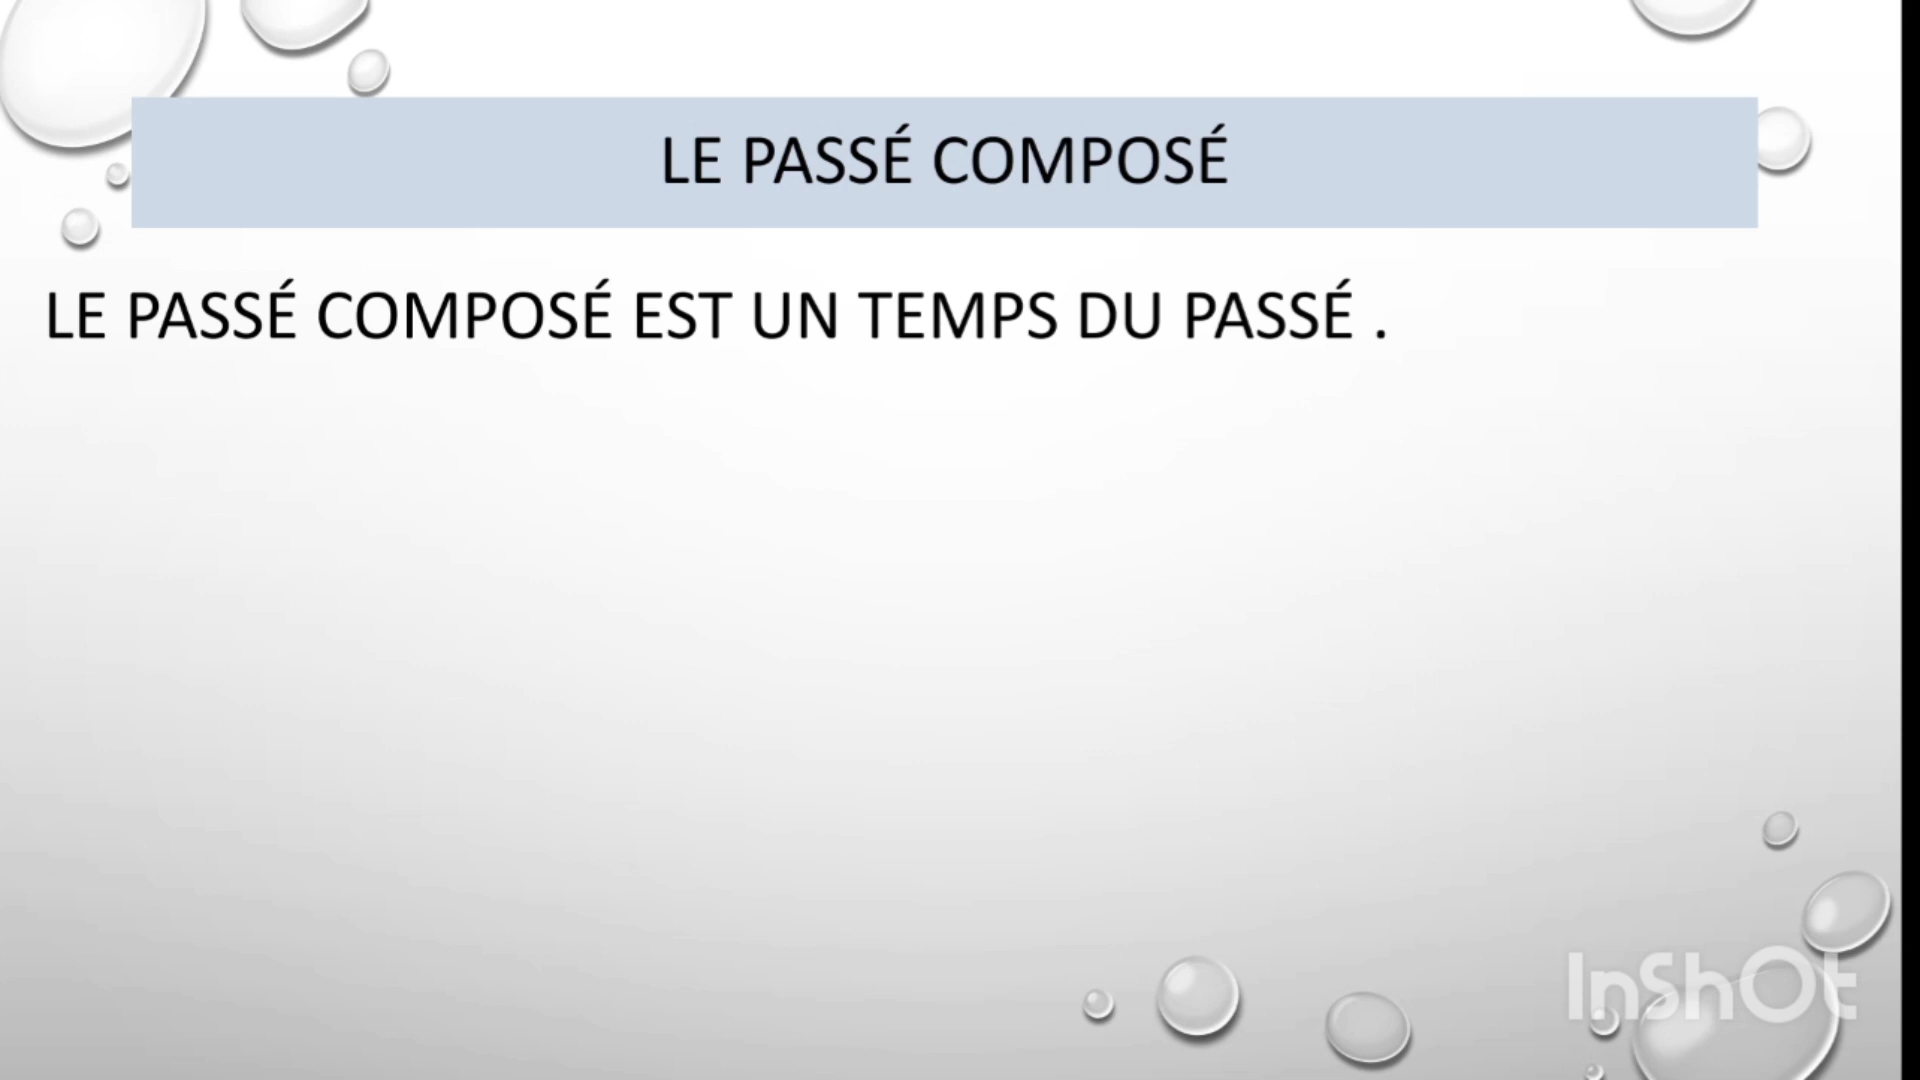 LE PASSÉ COMPOSÉ
LE PASSÉ COMPOSÉ EST UN TEMPS DU PASSÉ .
InShOt